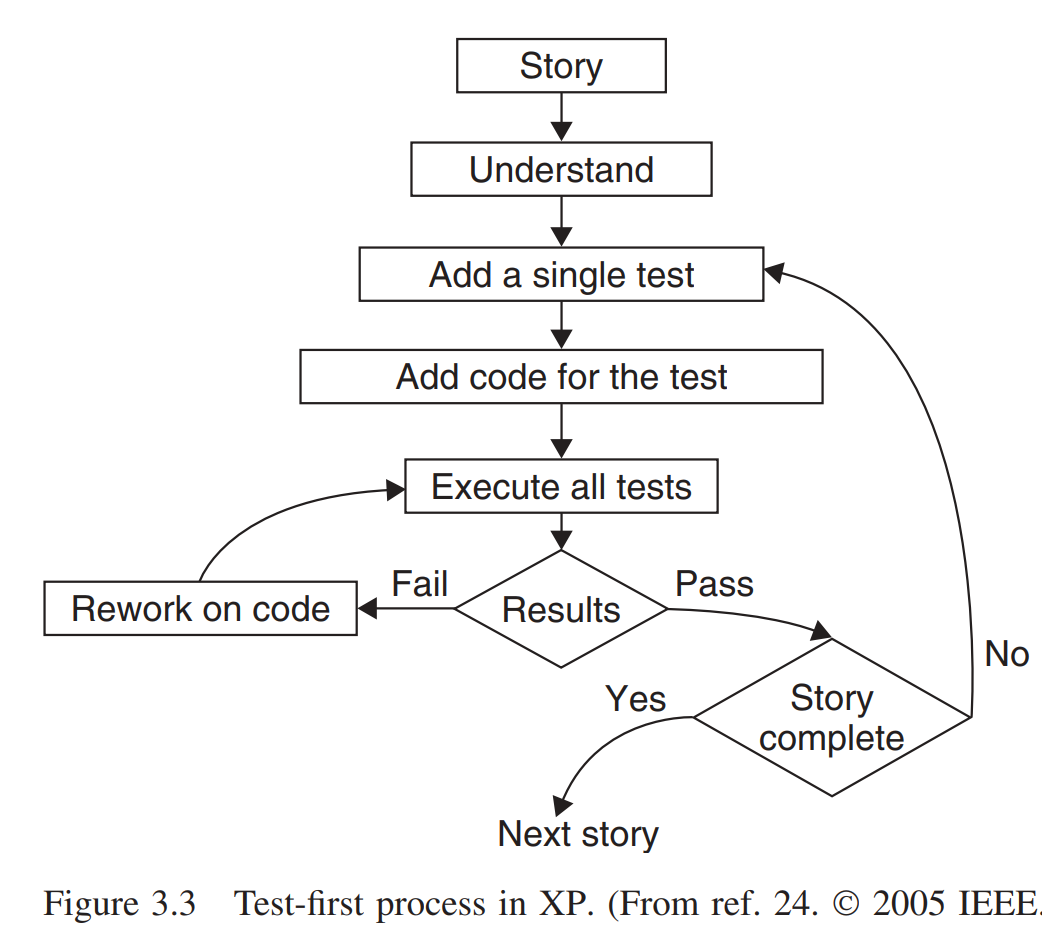 Story
Understand
Add a single test
Add code for the test
Execute all tests
Fail
Pass
Rework on code
Results
No
Yes
Story
complete
Next story
Figure 3.3 Test-first process in XP. (From ref. 24. © 2005 IEEE.